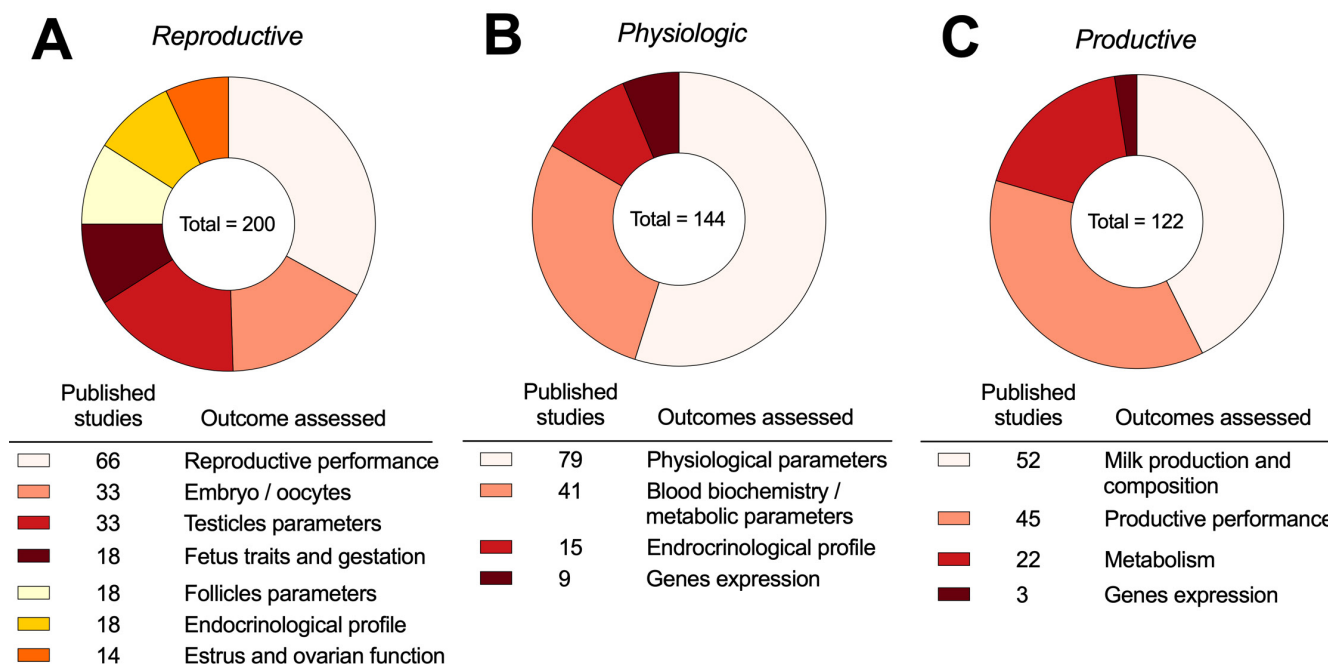 A
Reproductive
Total = 200
Published
studies
Outcome assessed
66 Reproductive performance
33 Embryo / oocytes
33 Testicles parameters
18 Fetus traits and gestation
18 Follicles parameters
18 Endocrinological profile
14 Estrus and ovarian function
B
Physiologic
Total = 144
Published
studies
Outcomes assessed
79 Physiological parameters
41 Blood biochemistry /
metabolic parameters
15 Endrocrinological profile
9 Genes expression
C
Productive
Total = 122
Published
studies
Outcomes assessed
52 Milk production and
composition
45 Productive performance
22 Metabolism
3 Genes expression